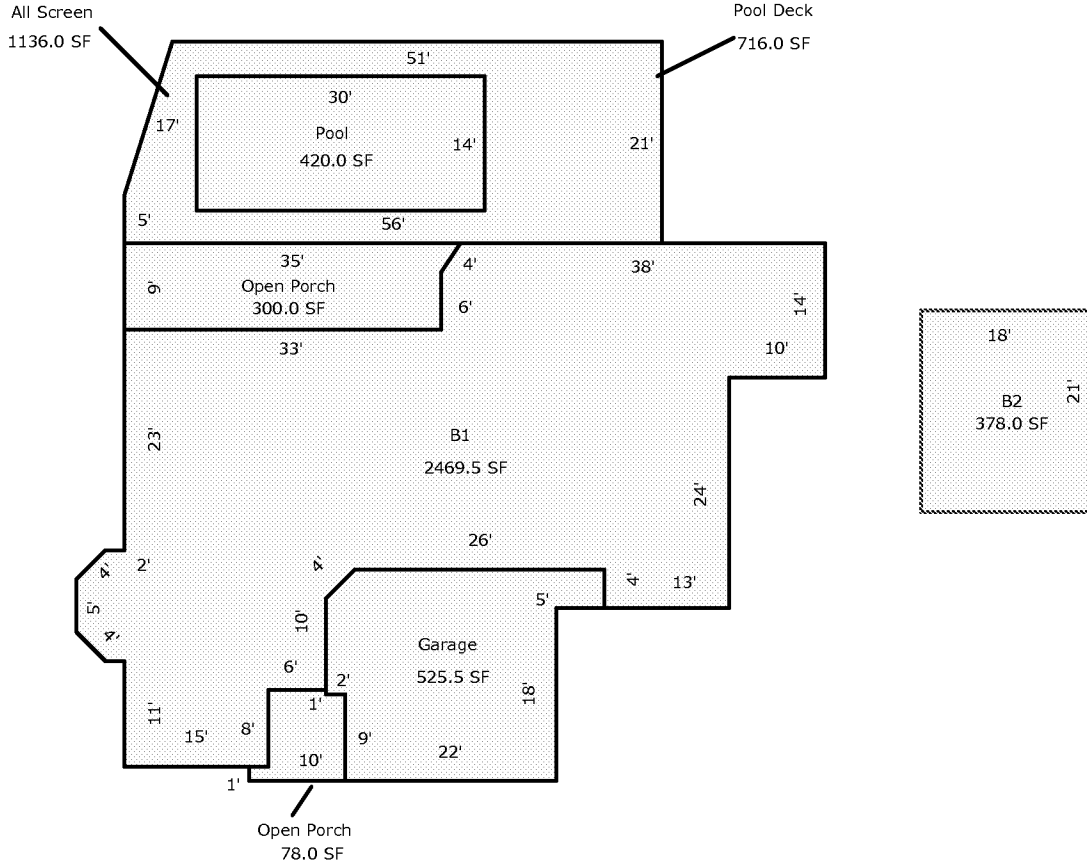 All Screen
1136.0 SF
Pool Deck
716.0 SF
51'
30'
17'
Pool
14'
420.0 SF
21'
5'
56'
35'
4'
38'
9'
Open Porch
300.0 SF
6'
14'
33'
10'
18'
21'
B2
378.0 SF
23'
B1
2469.5 SF
24'
26'
2'
4'
4'
4'
13'
5'
5'
10'
4'
Garage
525.5 SF
6'
2'
18'
1'
11'
15'
8'
9'
22'
10'
1'
Open Porch
78.0 SF